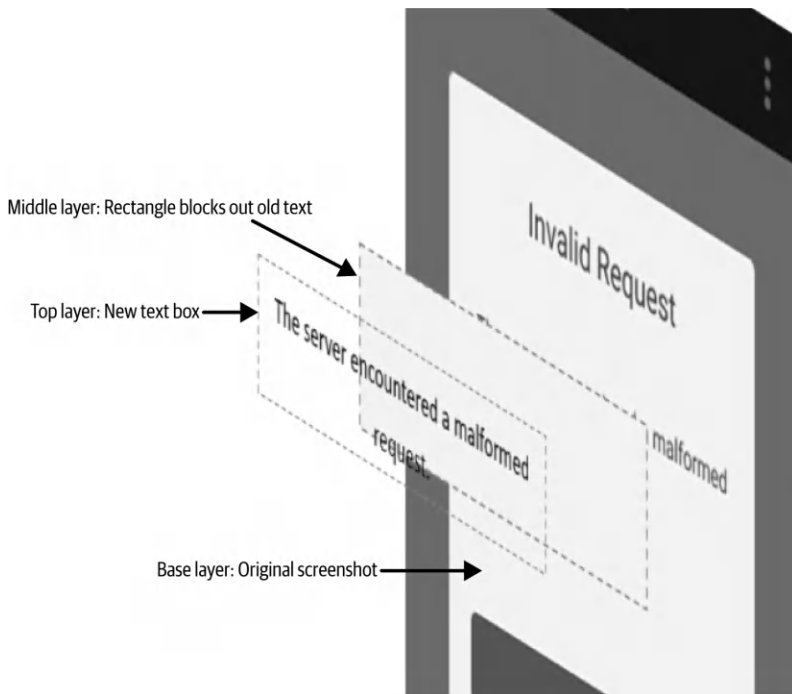 Middle layer: Rectangle blocks out old text
Invalid Request
Top layer: New text box
The server encountered a malformed
request.
malformed
Base layer: Original screenshot